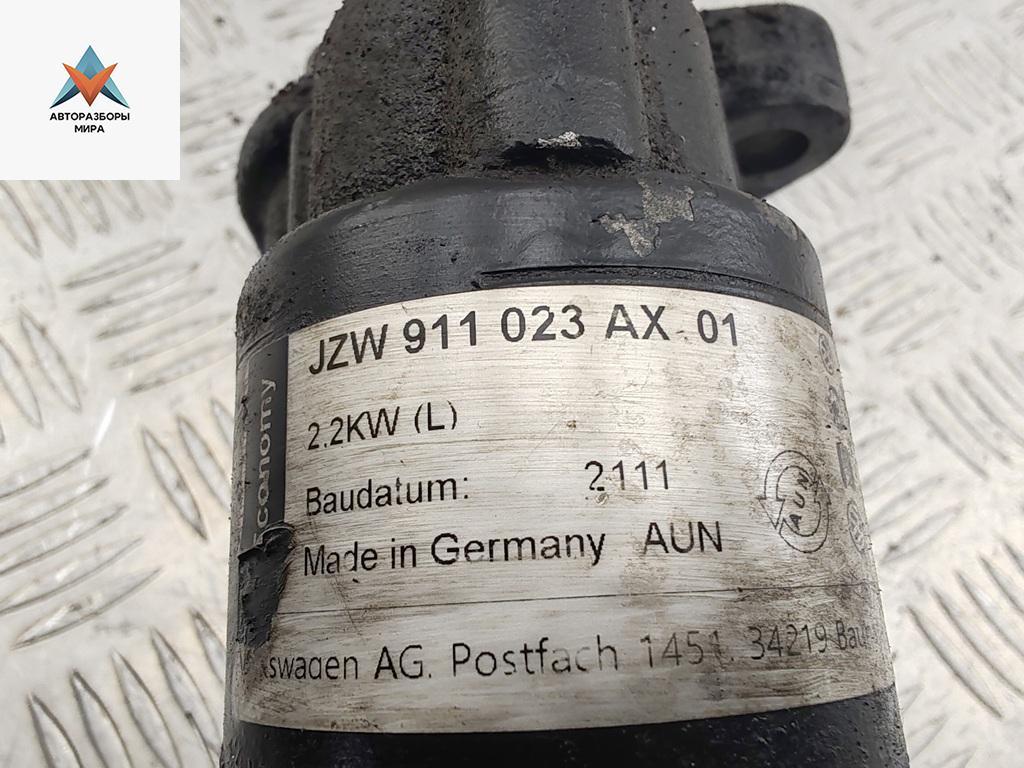 АВТОРАЗБОРЫ
МИРА
JZW 911 023 AX 01
conomy
2.2KW (L)
Baudatum: 2111
Made in Germany AUN
swagen AG. Postfach 1451. 34219 Bau